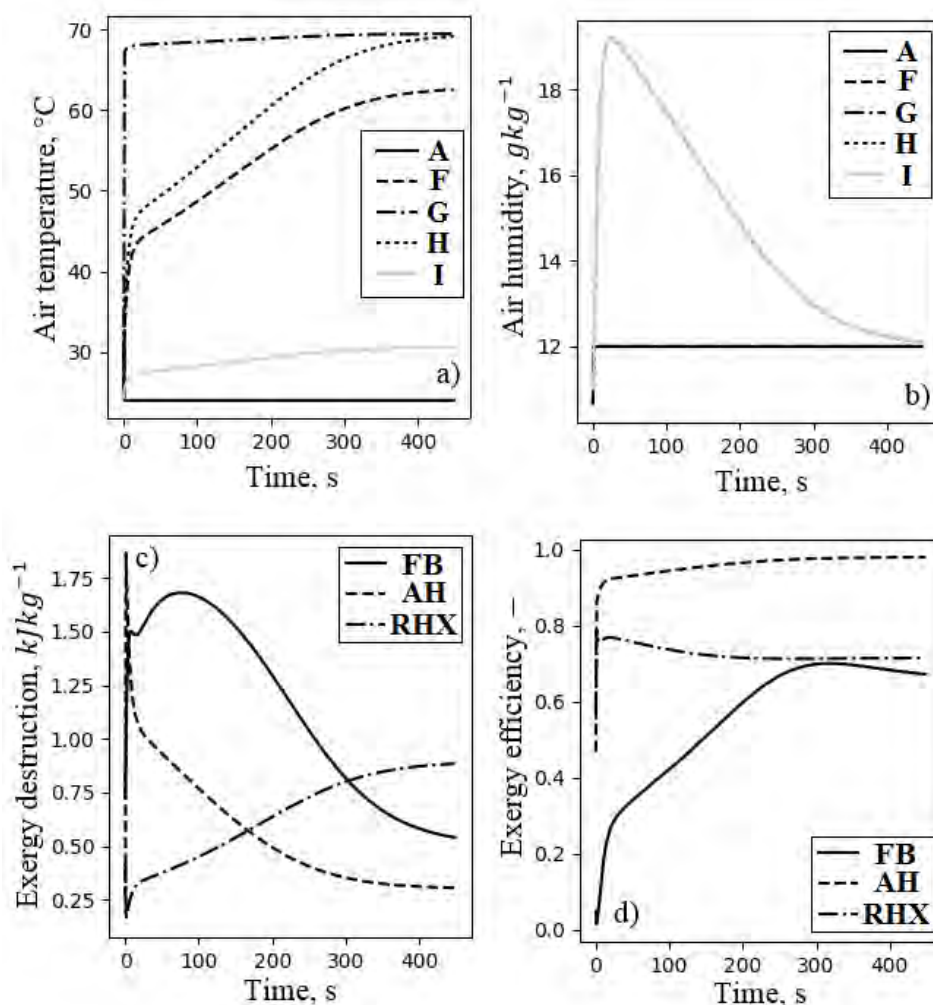 70
60
50
40
30
Air temperature, °C
A
F
G
H
I
a)
0 100 200 300 400
Time, s
18
16
14
12
Air humidity, gkg⁻¹
A
F
G
H
I
b)
0 100 200 300 400
Time, s
1.75
1.50
1.25
1.00
0.75
0.50
0.25
Exergy destruction, kJkg⁻¹
c)
FB
AH
RHX
0 100 200 300 400
Time, s
1.0
0.8
0.6
0.4
0.2
0.0
Exergy efficiency, —
FB
AH
RHX
d)
0 100 200 300 400
Time, s